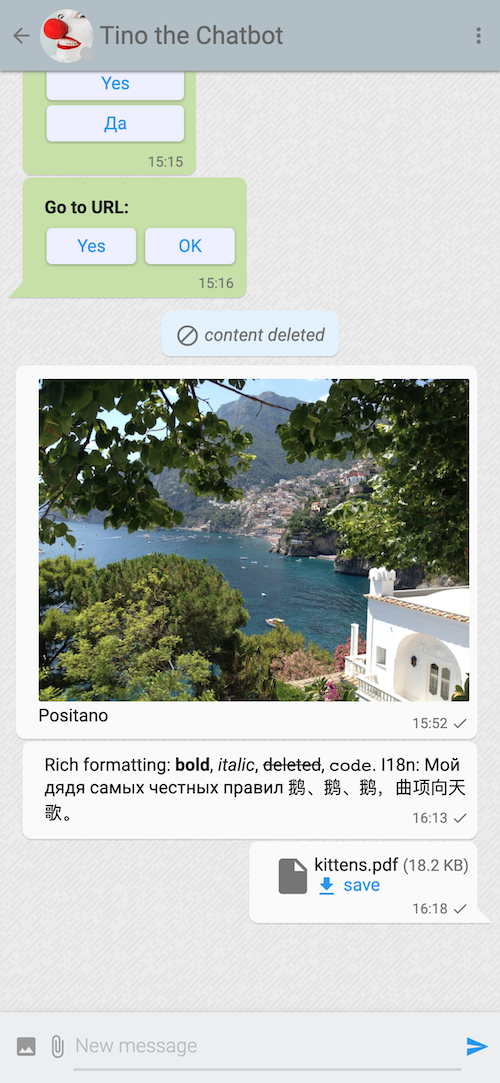 Tino the Chatbot
Yes
Да
15:15
Go to URL:
Yes
OK
15:16
content deleted
Positano
15:52
Rich formatting: bold, italic, deleted, code. I18n: Мой
дядя самых честных правил 鹅、鹅、鹅，曲项向天
歌。
16:13
kittens.pdf (18.2 KB)
save
16:18
New message